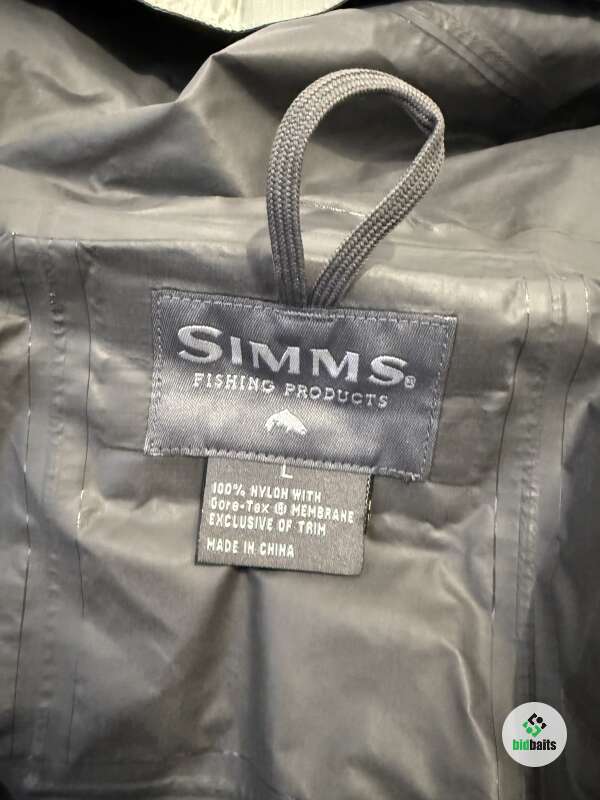 SIMMS®
FISHING PRODUCTS
L
100% NYLON WITH
Gore-Tex ® MEMBRANE
EXCLUSIVE OF TRIM
MADE IN CHINA
bidbaits